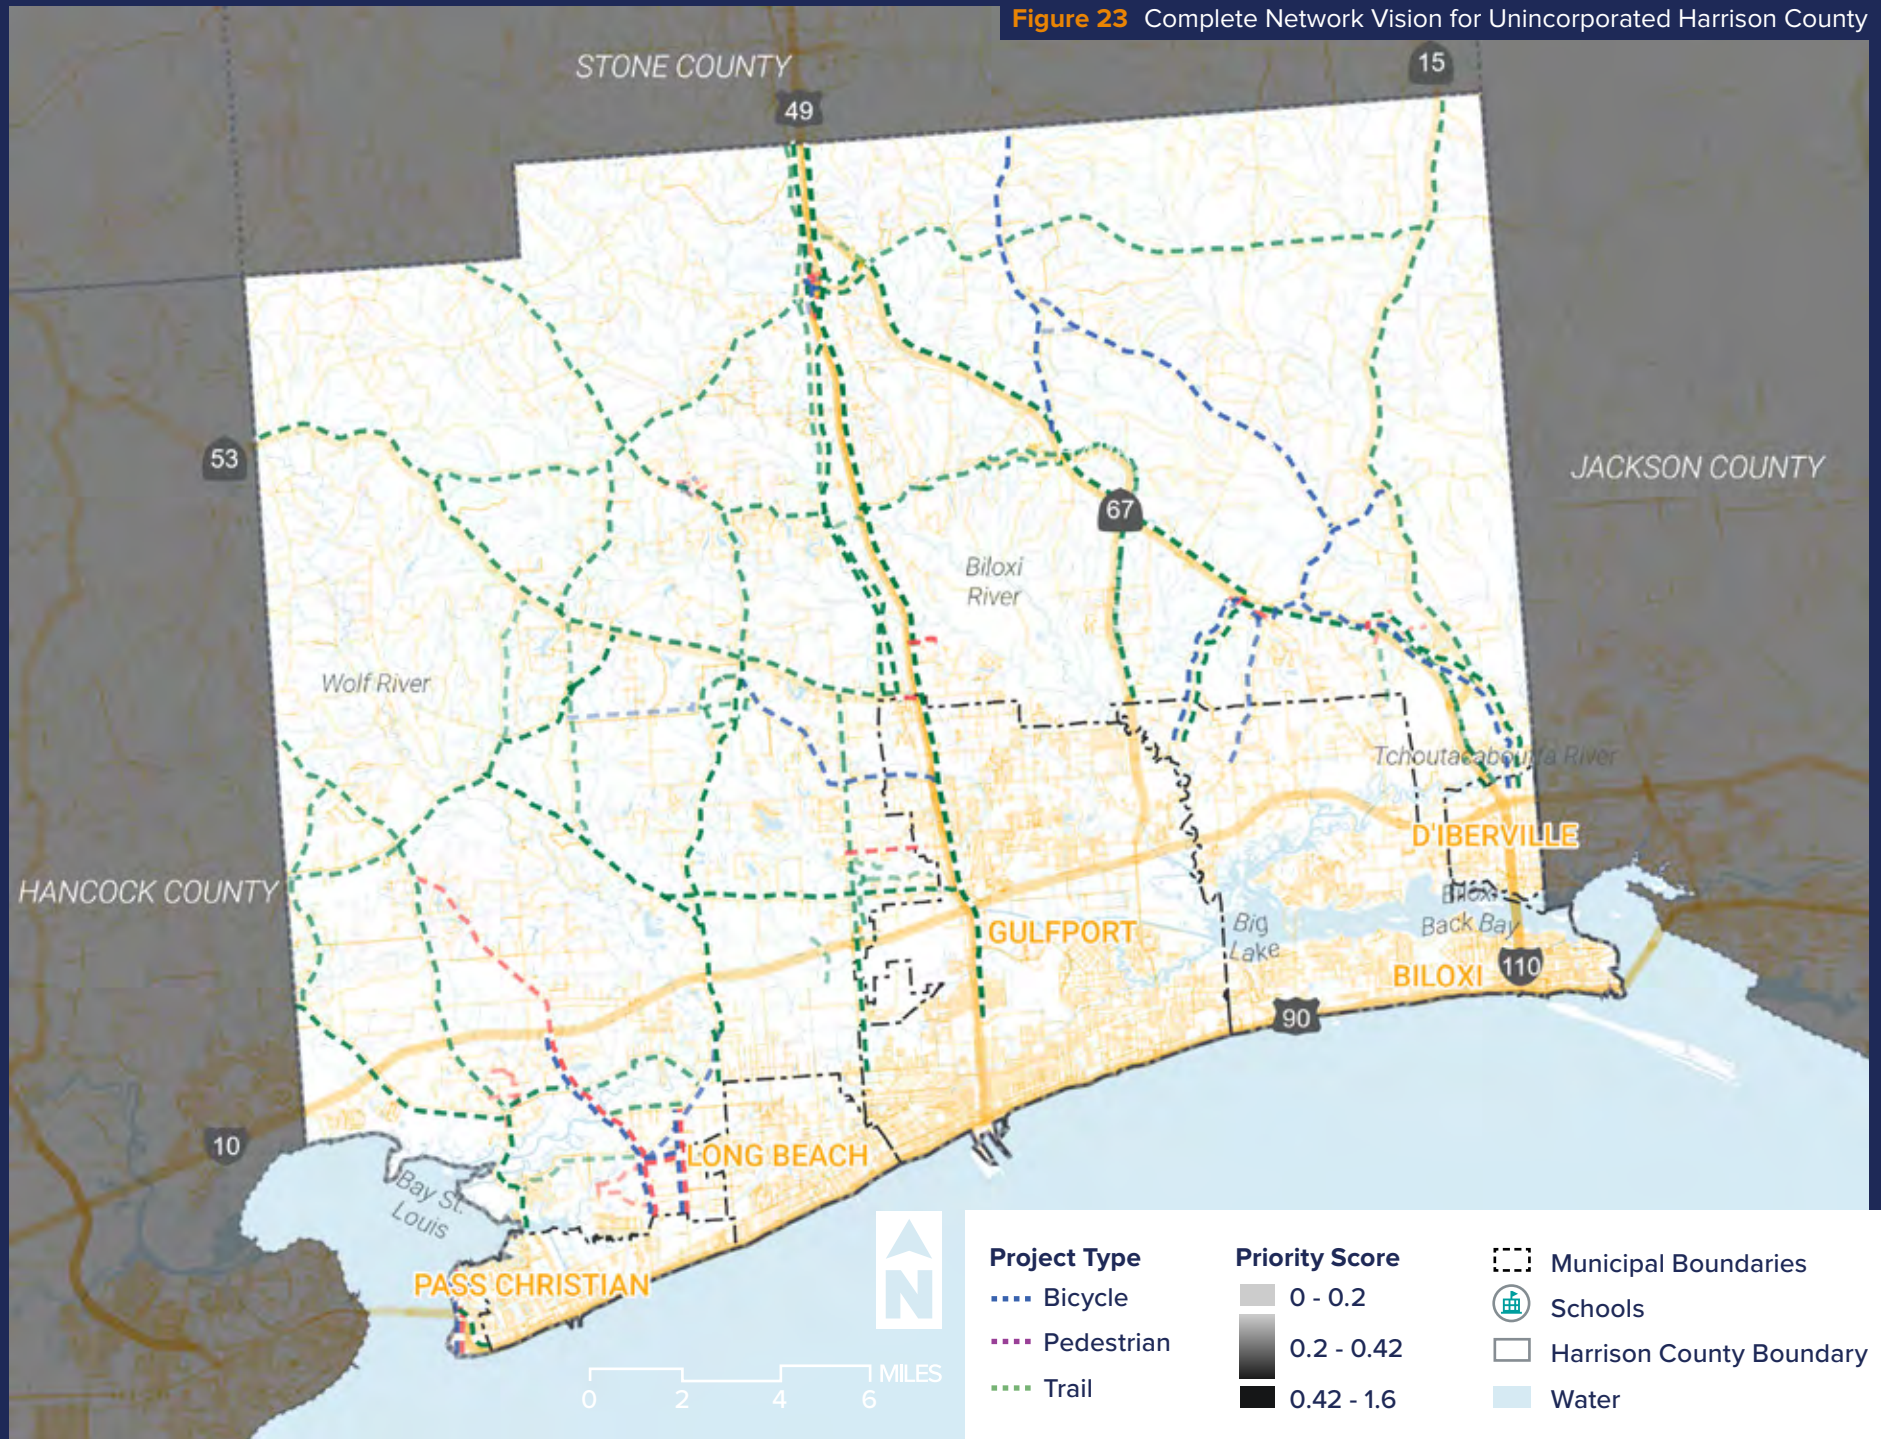 Figure 23 Complete Network Vision for Unincorporated Harrison County
STONE COUNTY
15
49
53
JACKSON COUNTY
67
Biloxi
River
Wolf River
Tchoutacabouffa River
D'IBERVILLE
HANCOCK COUNTY
Biloxi
Back Bay
Big
Lake
GULFPORT
BILOXI
110
90
10
LONG BEACH
Bay St.
Louis
PASS CHRISTIAN
N
MILES
0 2 4 6
Project Type
Bicycle
Pedestrian
Trail
Priority Score
0 - 0.2
0.2 - 0.42
0.42 - 1.6
Municipal Boundaries
Schools
Harrison County Boundary
Water